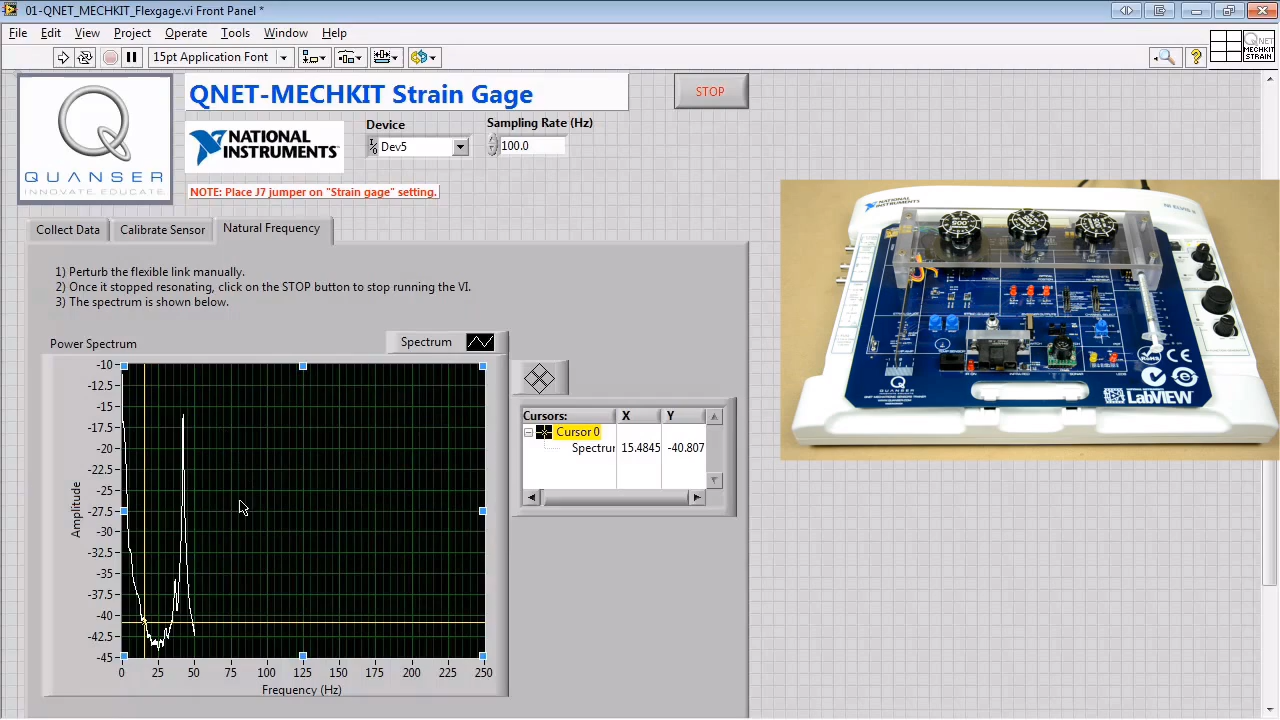 01-QNET_MECHKIT_Flexgage.vi Front Panel *
File Edit View Project Operate Tools Window Help
15pt Application Font
QNET
MECHKIT
STRAIN
QNET-MECHKIT Strain Gage
STOP
QUANSER
INNOVATE. EDUCATE.
NATIONAL
INSTRUMENTS
Device
Dev5
Sampling Rate (Hz)
100.0
NOTE: Place J7 jumper on "Strain gage" setting.
Collect Data
Calibrate Sensor
Natural Frequency
1) Perturb the flexible link manually.
2) Once it stopped resonating, click on the STOP button to stop running the VI.
3) The spectrum is shown below.
Power Spectrum
Spectrum
Amplitude
-10
-12.5
-15
-17.5
-20
-22.5
-25
-27.5
-30
-32.5
-35
-37.5
-40
-42.5
-45
0 25 50 75 100 125 150 175 200 225 250
Frequency (Hz)
Cursors: X Y
Cursor 0
Spectrur 15.4845 -40.807
NATIONAL
INSTRUMENTS
QUANSER
RoHS
CE
LabVIEW